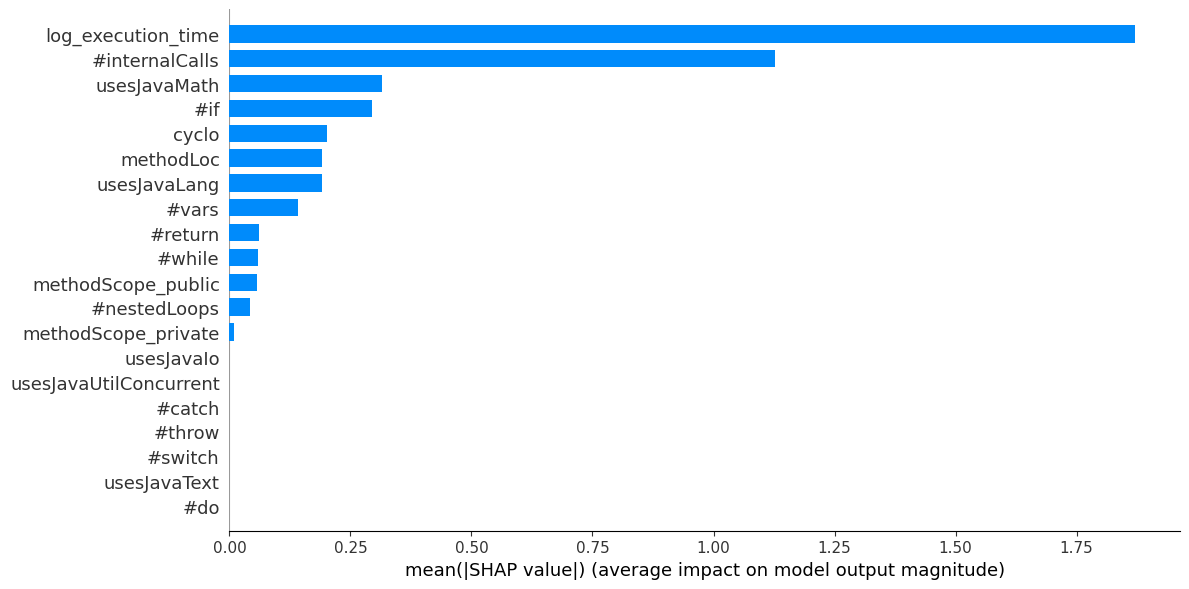 log_execution_time
#internalCalls
usesJavaMath
#if
cyclo
methodLoc
usesJavaLang
#vars
#return
#while
methodScope_public
#nestedLoops
methodScope_private
usesJavaIo
usesJavaUtilConcurrent
#catch
#throw
#switch
usesJavaText
#do
0.00 0.25 0.50 0.75 1.00 1.25 1.50 1.75
mean(|SHAP value|) (average impact on model output magnitude)